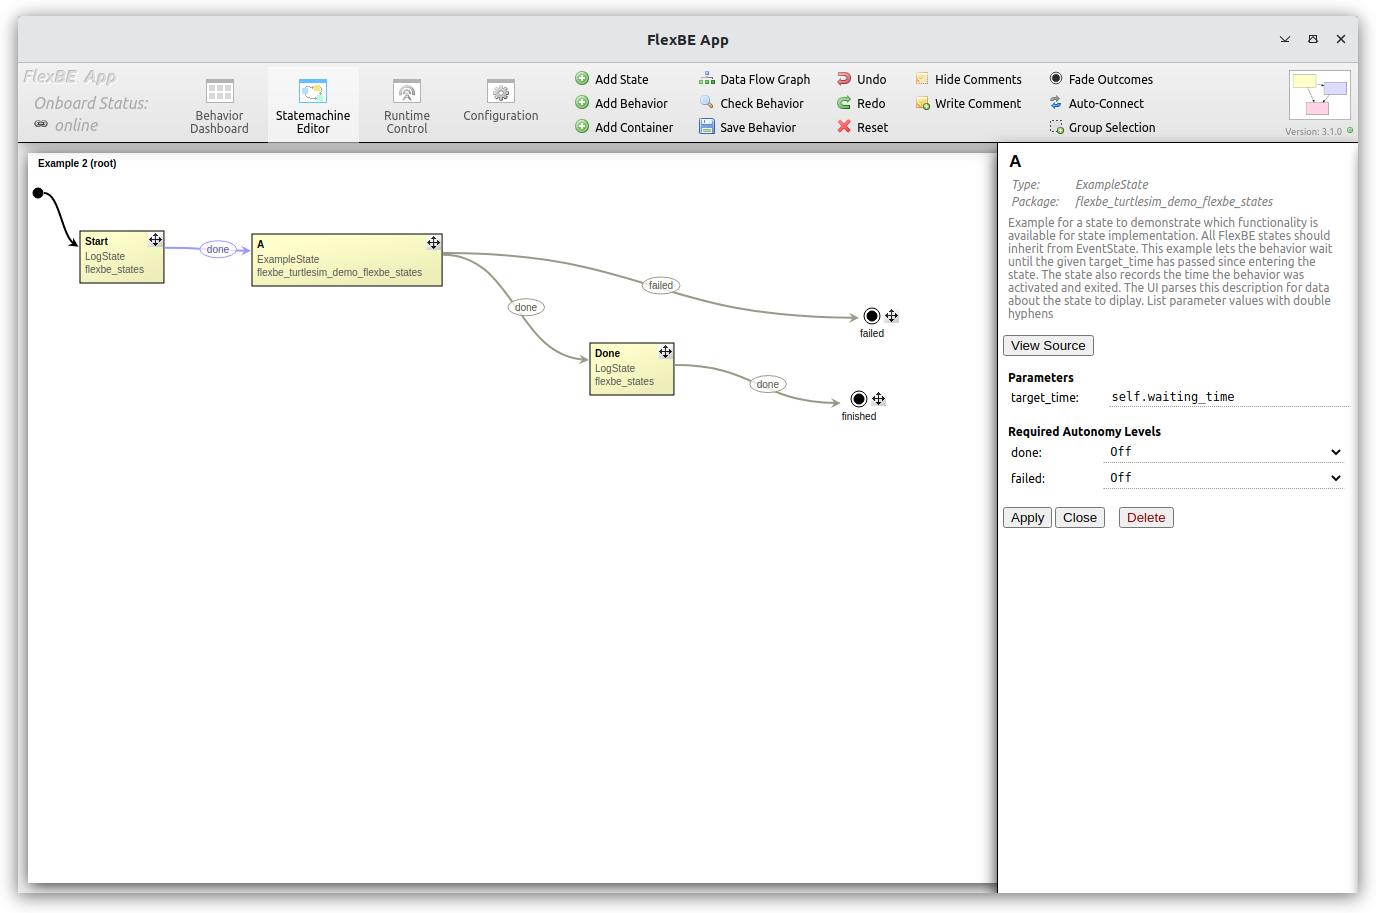 FlexBE App
FlexBE App
Onboard Status:
online
Behavior
Dashboard
Statemachine
Editor
Runtime
Control
Configuration
Add State
Add Behavior
Add Container
Data Flow Graph
Check Behavior
Save Behavior
Undo
Redo
Reset
Hide Comments
Write Comment
Fade Outcomes
Auto-Connect
Group Selection
Version: 3.1.0
Example 2 (root)
Start
LogState
flexbe_states
done
A
ExampleState
flexbe_turtlesim_demo_flexbe_states
failed
done
failed
Done
LogState
flexbe_states
done
finished
A
Type: ExampleState
Package: flexbe_turtlesim_demo_flexbe_states
Example for a state to demonstrate which functionality is
available for state implementation. All FlexBE states should
inherit from EventState. This example lets the behavior wait
until the given target_time has passed since entering the
state. The state also records the time the behavior was
activated and exited. The UI parses this description for data
about the state to diplay. List parameter values with double
hyphens
View Source
Parameters
target_time: self.waiting_time
Required Autonomy Levels
done: Off
failed: Off
Apply Close Delete